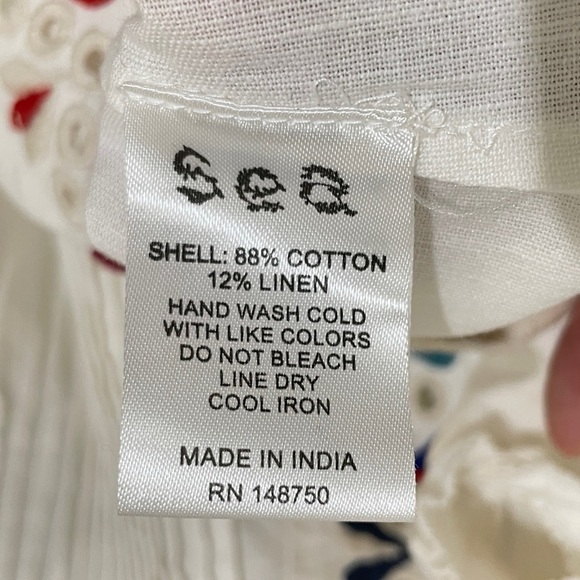 Sea
SHELL: 88% COTTON
12% LINEN
HAND WASH COLD
WITH LIKE COLORS
DO NOT BLEACH
LINE DRY
COOL IRON
MADE IN INDIA
RN 148750